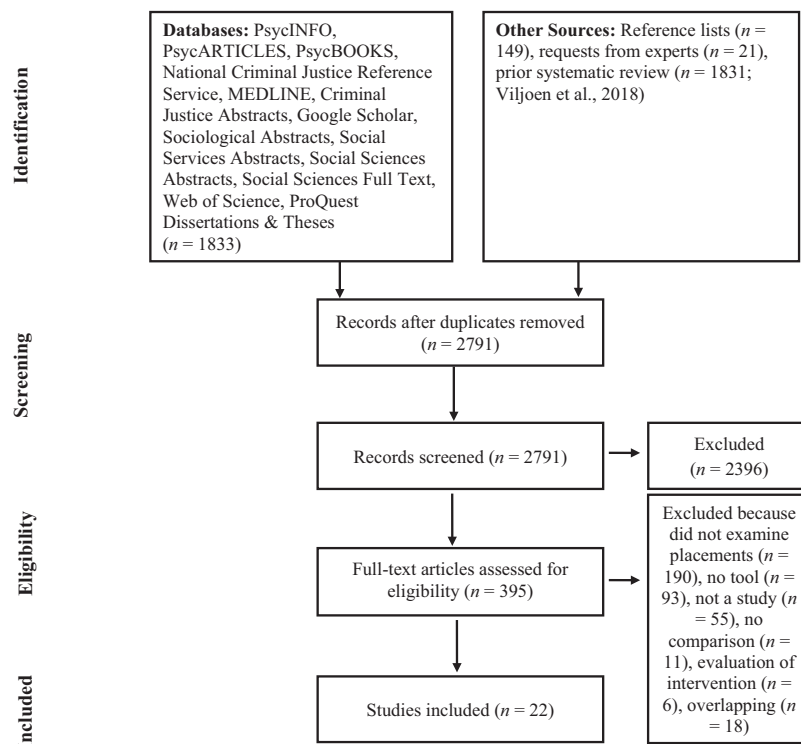 Identification
Databases: PsycINFO,
PsycARTICLES, PsycBOOKS,
National Criminal Justice Reference
Service, MEDLINE, Criminal
Justice Abstracts, Google Scholar,
Sociological Abstracts, Social
Services Abstracts, Social Sciences
Abstracts, Social Sciences Full Text,
Web of Science, ProQuest
Dissertations & Theses
(n = 1833)
Other Sources: Reference lists (n =
149), requests from experts (n = 21),
prior systematic review (n = 1831;
Viljoen et al., 2018)
Screening
Records after duplicates removed
(n = 2791)
Records screened (n = 2791)
Excluded
(n = 2396)
Eligibility
Full-text articles assessed for
eligibility (n = 395)
Excluded because
did not examine
placements (n =
190), no tool (n =
93), not a study (n
= 55), no
comparison (n =
11), evaluation of
intervention (n =
6), overlapping (n
= 18)
ncluded
Studies included (n = 22)